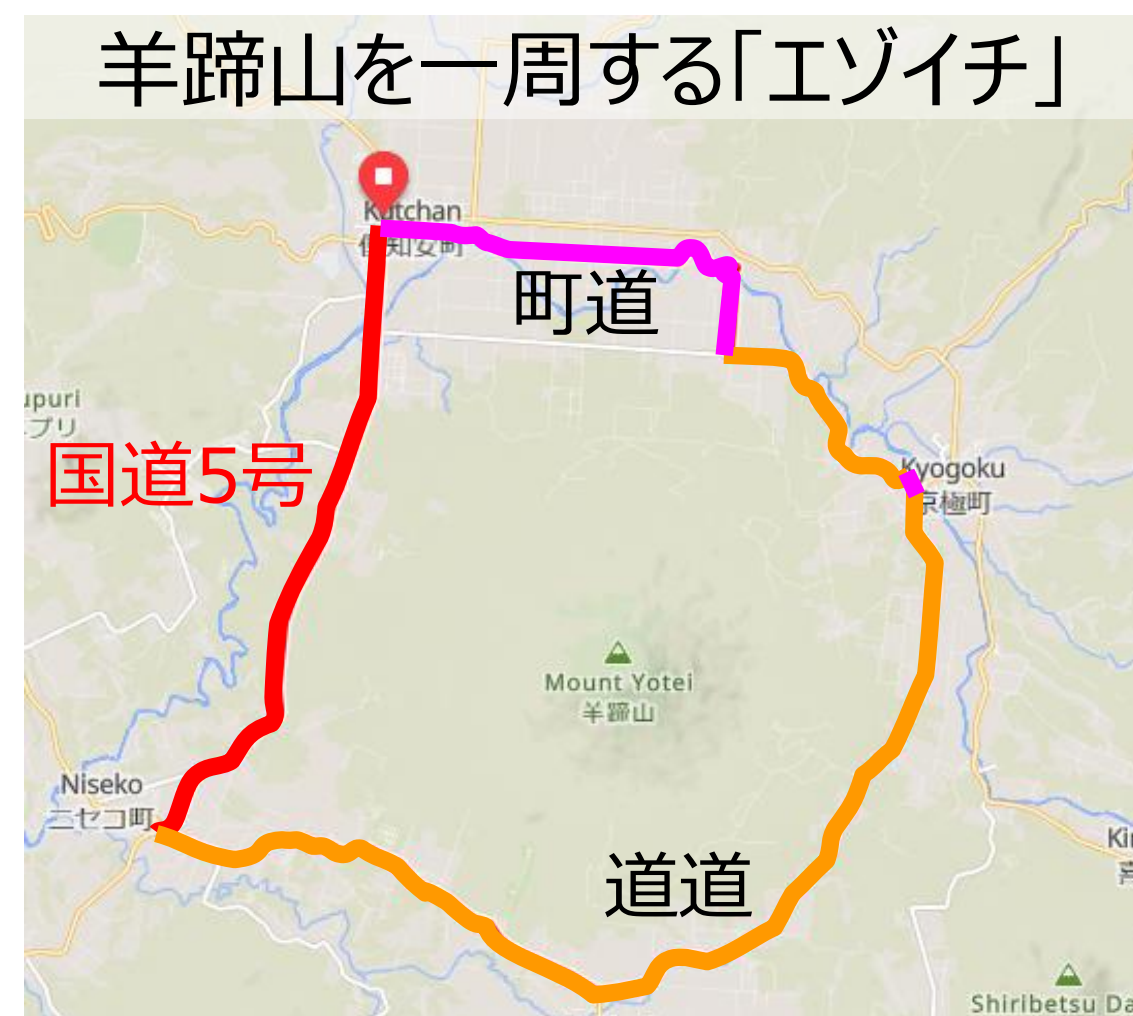 羊蹄山を一周する「エゾイチ」
Kutchan
倶知安町
町道
国道5号
Kyogoku
京極町
Mount Yotei
羊蹄山
Niseko
ニセコ町
道道
Shiribetsu Da